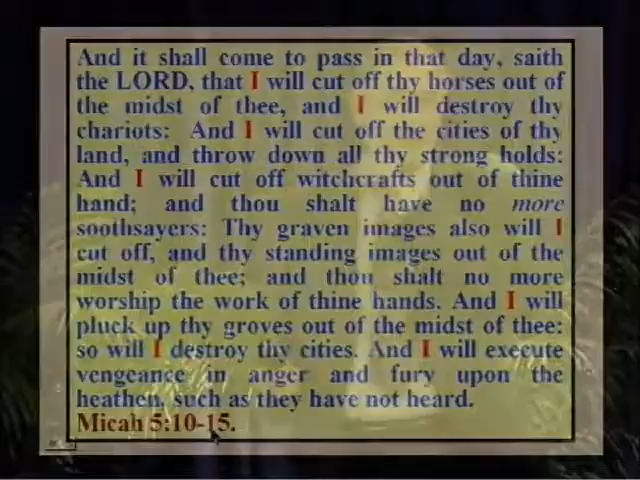 And it shall come to pass in that day, saith
the LORD, that I will cut off thy horses out of
the midst of thee, and I will destroy thy
chariots: And I will cut off the cities of thy
land, and throw down all thy strong holds:
And I will cut off witchcrafts out of thine
hand; and thou shalt have no more
soothsayers: Thy graven images also will I
cut off, and thy standing images out of the
midst of thee; and thou shalt no more
worship the work of thine hands. And I will
pluck up thy groves out of the midst of thee:
so will I destroy thy cities. And I will execute
vengeance in anger and fury upon the
heathen, such as they have not heard.
Micah 5:10-15.